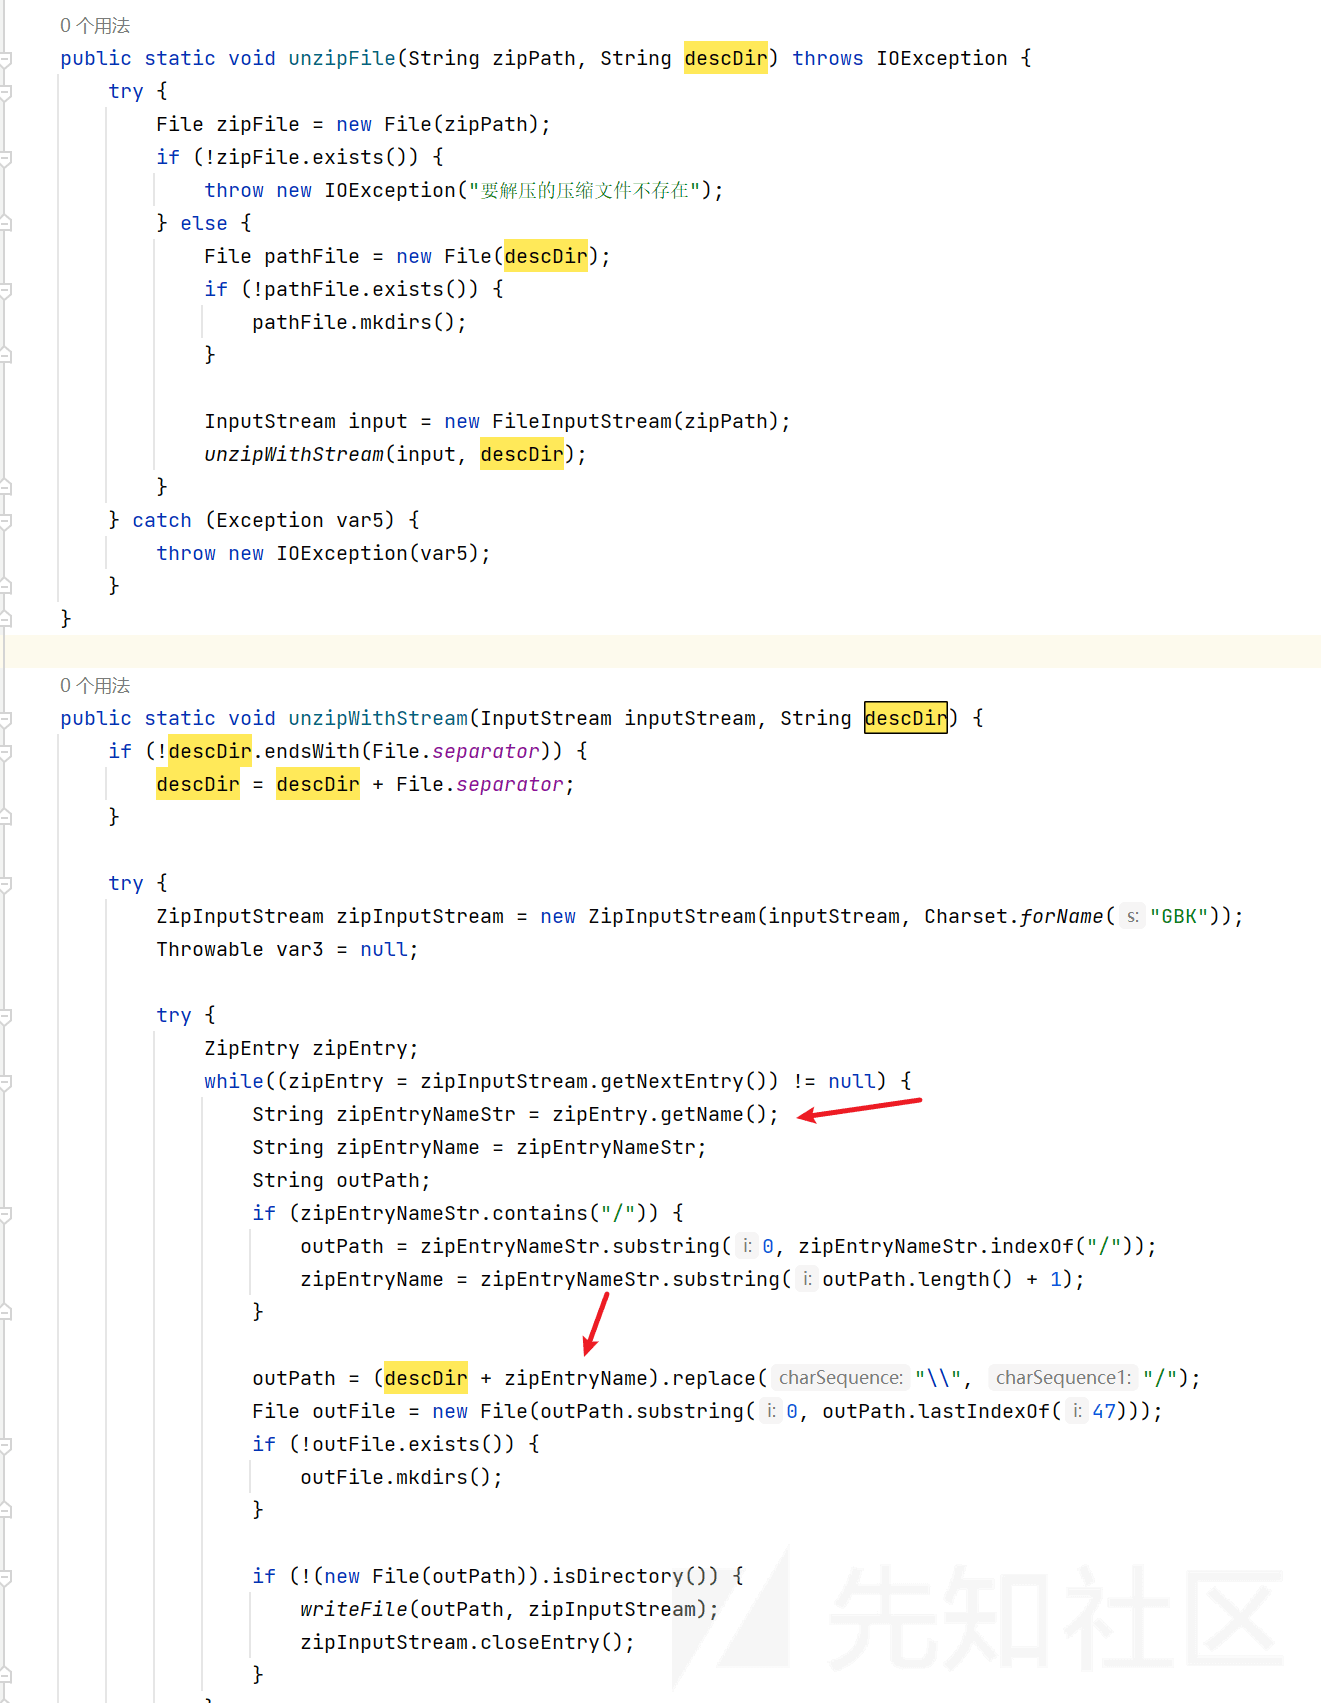 0 个用法
public static void unzipFile(String zipPath, String descDir) throws IOException {
try {
File zipFile = new File(zipPath);
if (!zipFile.exists()) {
throw new IOException("要解压的压缩文件不存在");
} else {
File pathFile = new File(descDir);
if (!pathFile.exists()) {
pathFile.mkdirs();
}
InputStream input = new FileInputStream(zipPath);
unzipWithStream(input, descDir);
}
} catch (Exception var5) {
throw new IOException(var5);
}
}
0 个用法
public static void unzipWithStream(InputStream inputStream, String descDir) {
if (!descDir.endsWith(File.separator)) {
descDir = descDir + File.separator;
}
try {
ZipInputStream zipInputStream = new ZipInputStream(inputStream, Charset.forName( s: "GBK"));
Throwable var3 = null;
try {
ZipEntry zipEntry;
while((zipEntry = zipInputStream.getNextEntry()) != null) {
String zipEntryNameStr = zipEntry.getName();
String zipEntryName = zipEntryNameStr;
String outPath;
if (zipEntryNameStr.contains("/")) {
outPath = zipEntryNameStr.substring( i: 0, zipEntryNameStr.indexOf("/"));
zipEntryName = zipEntryNameStr.substring( i: outPath.length() + 1);
}
outPath = (descDir + zipEntryName).replace( charSequence: "\\", charSequence1: "/");
File outFile = new File(outPath.substring( i: 0, outPath.lastIndexOf( i: 47)));
if (!outFile.exists()) {
outFile.mkdirs();
}
if (!(new File(outPath)).isDirectory()) {
writeFile(outPath, zipInputStream);
zipInputStream.closeEntry();
}
先知社区